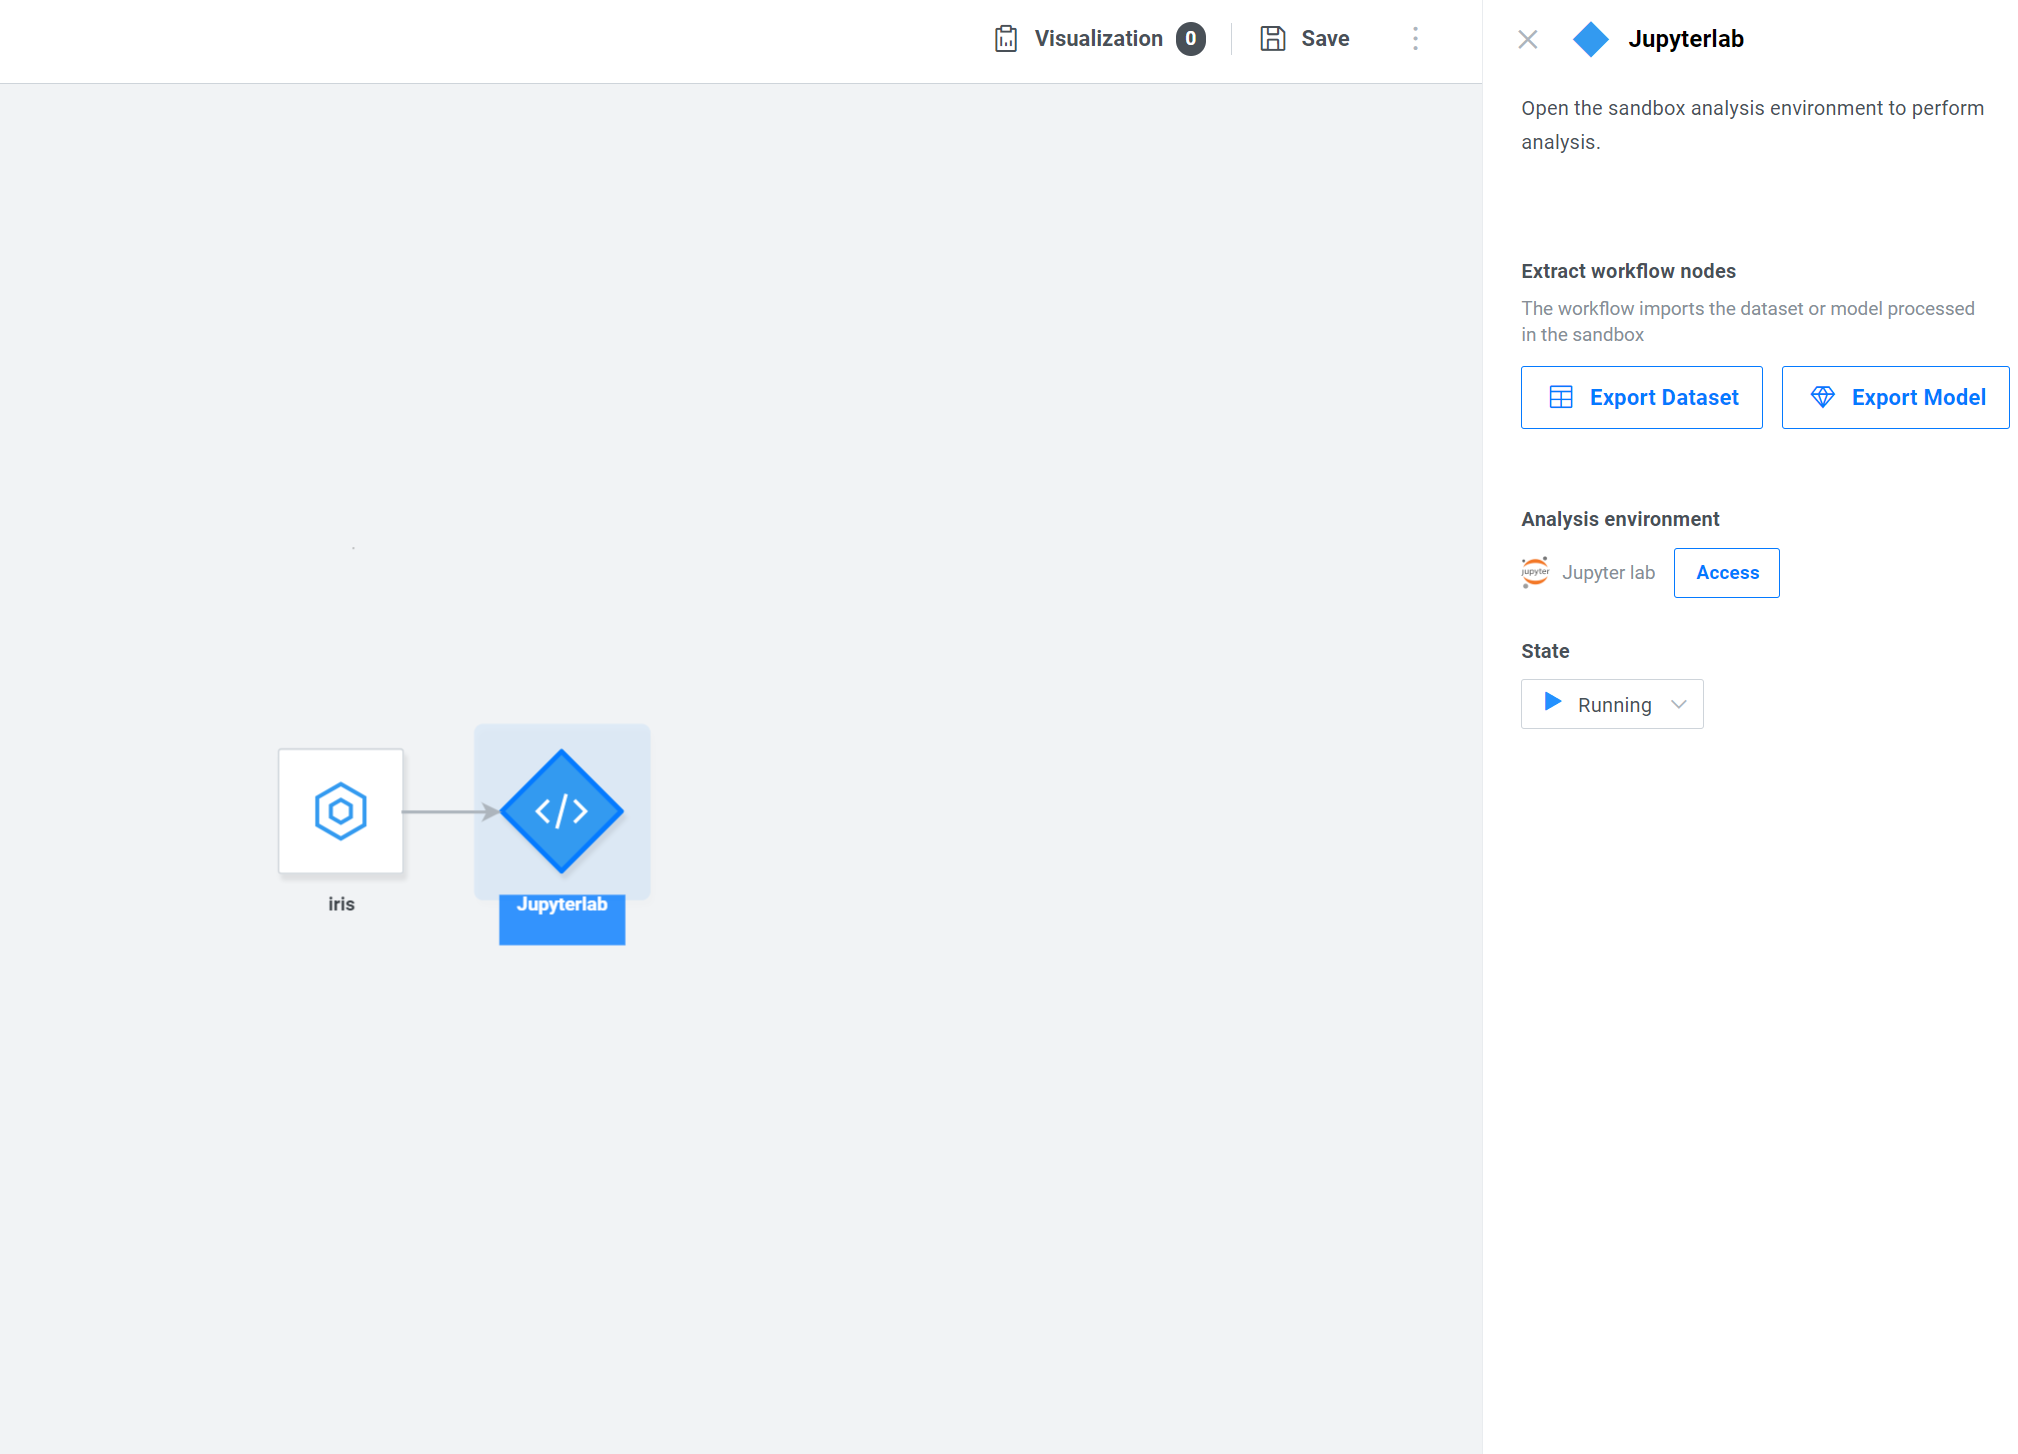 Visualization 0 Save
Jupyterlab
Open the sandbox analysis environment to perform
analysis.
Extract workflow nodes
The workflow imports the dataset or model processed
in the sandbox
Export Dataset Export Model
Analysis environment
jupyter Jupyter lab Access
State
Running
iris
Jupyterlab